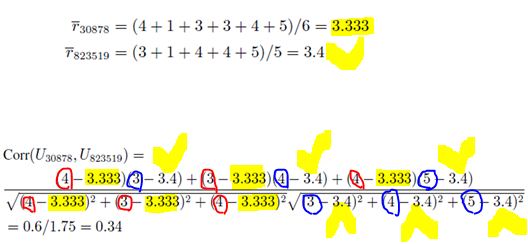 r̅₃₀₈₇₈ = (4 + 1 + 3 + 3 + 4 + 5)/6 = 3.333
r̅₈₂₃₅₁₉ = (3 + 1 + 4 + 4 + 5)/5 = 3.4
Corr(U₃₀₈₇₈, U₈₂₃₅₁₉) =
(4 − 3.333)(3 − 3.4) + (3 − 3.333)(4 − 3.4) + (4 − 3.333)(5 − 3.4)
√(4 − 3.333)² + (3 − 3.333)² + (4 − 3.333)² √(3 − 3.4)² + (4 − 3.4)² + (5 − 3.4)²
= 0.6/1.75 = 0.34